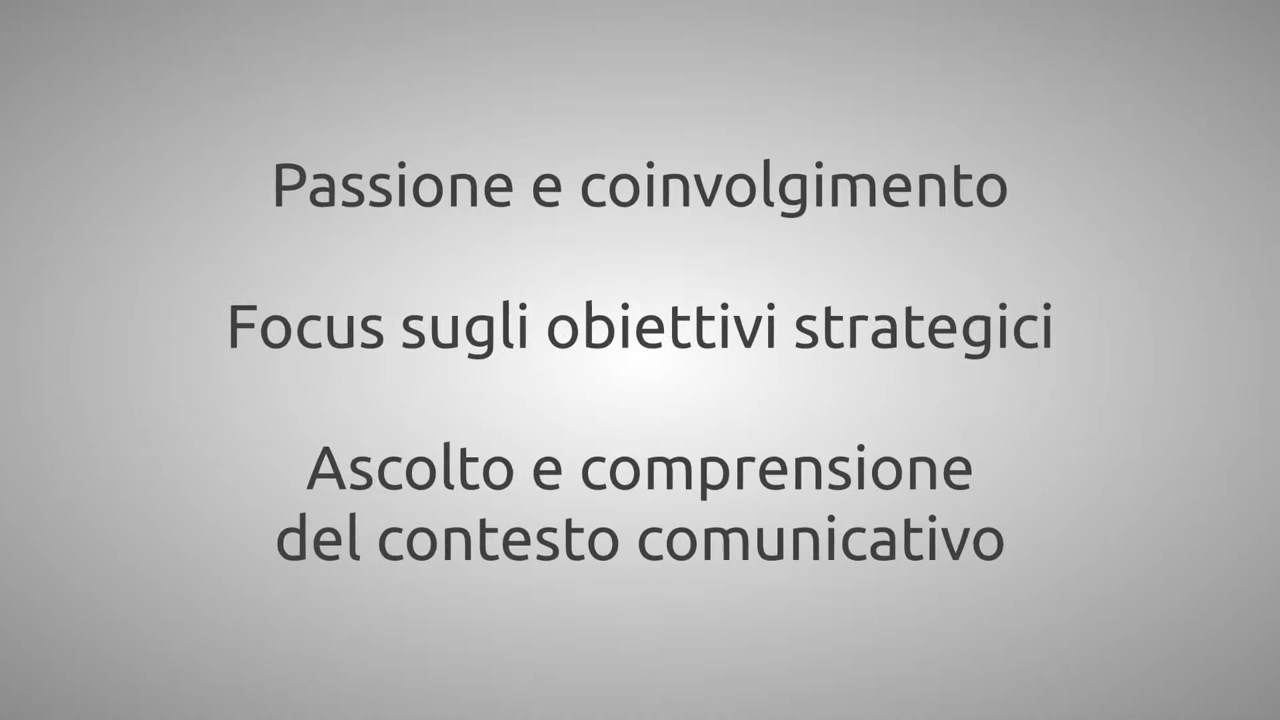 Passione e coinvolgimento
Focus sugli obiettivi strategici
Ascolto e comprensione
del contesto comunicativo